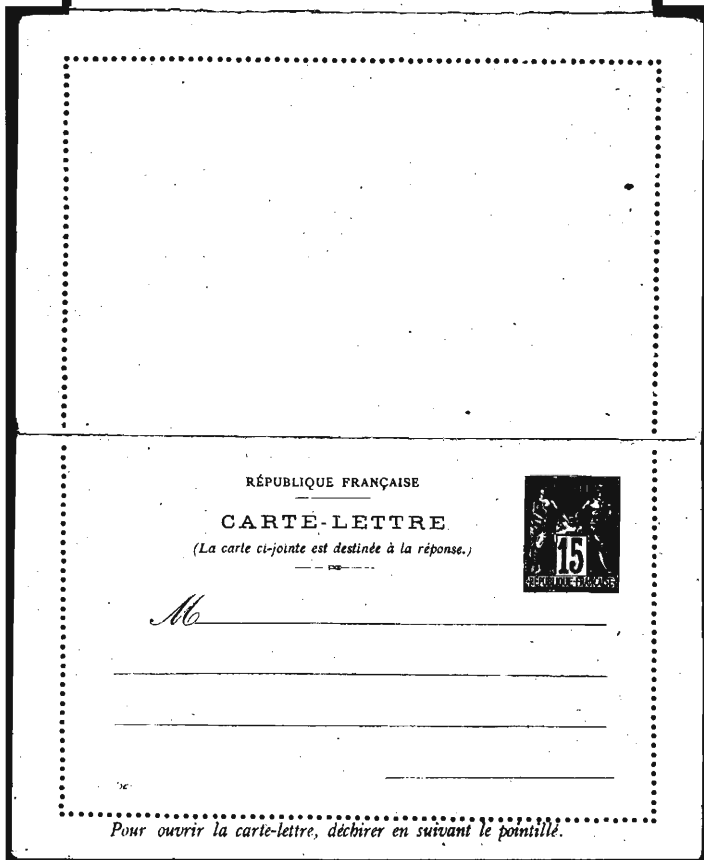 RÉPUBLIQUE FRANÇAISE
CARTE-LETTRE
(La carte ci-jointe est destinée à la réponse.)
15
RÉPUBLIQUE FRANÇAISE
M
Pour ouvrir la carte-lettre, déchirer en suivant le pointillé.